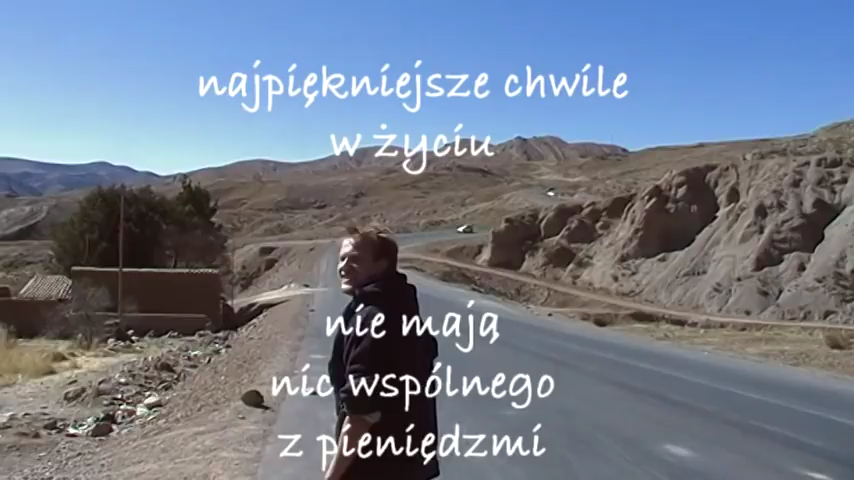 najpiękniejsze chwile
w życiu
nie mają
nic wspólnego
z pieniędzmi